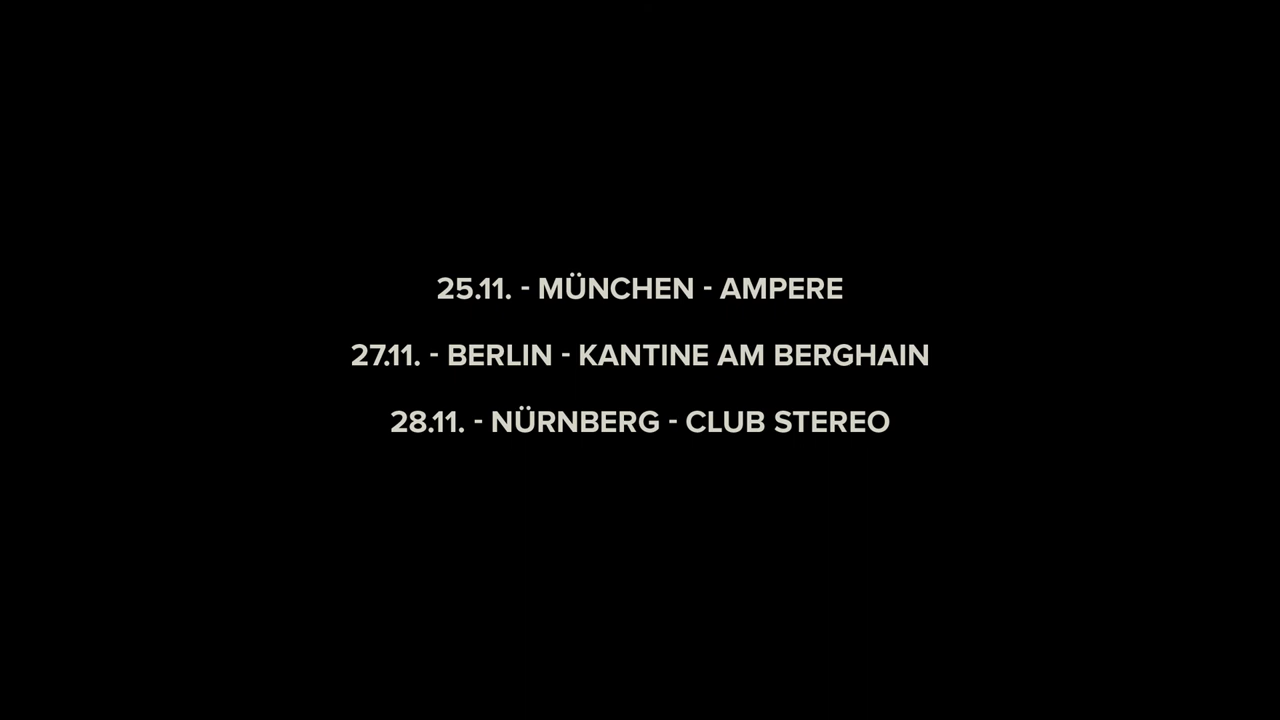 25.11. - MÜNCHEN - AMPERE
27.11. - BERLIN - KANTINE AM BERGHAIN
28.11. - NÜRNBERG - CLUB STEREO